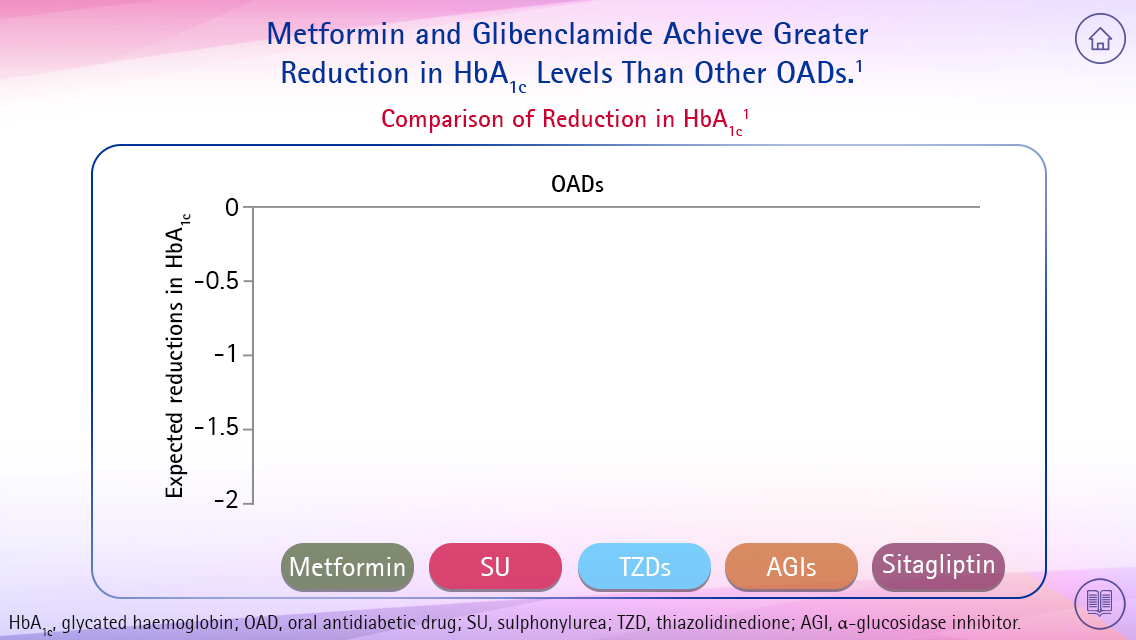 Metformin and Glibenclamide Achieve Greater
Reduction in HbA1c Levels Than Other OADs.1
Comparison of Reduction in HbA1c1
OADs
Expected reductions in HbA1c
0
-0.5
-1
-1.5
-2
Metformin
SU
TZDs
AGIs
Sitagliptin
HbA1c, glycated haemoglobin; OAD, oral antidiabetic drug; SU, sulphonylurea; TZD, thiazolidinedione; AGI, α-glucosidase inhibitor.